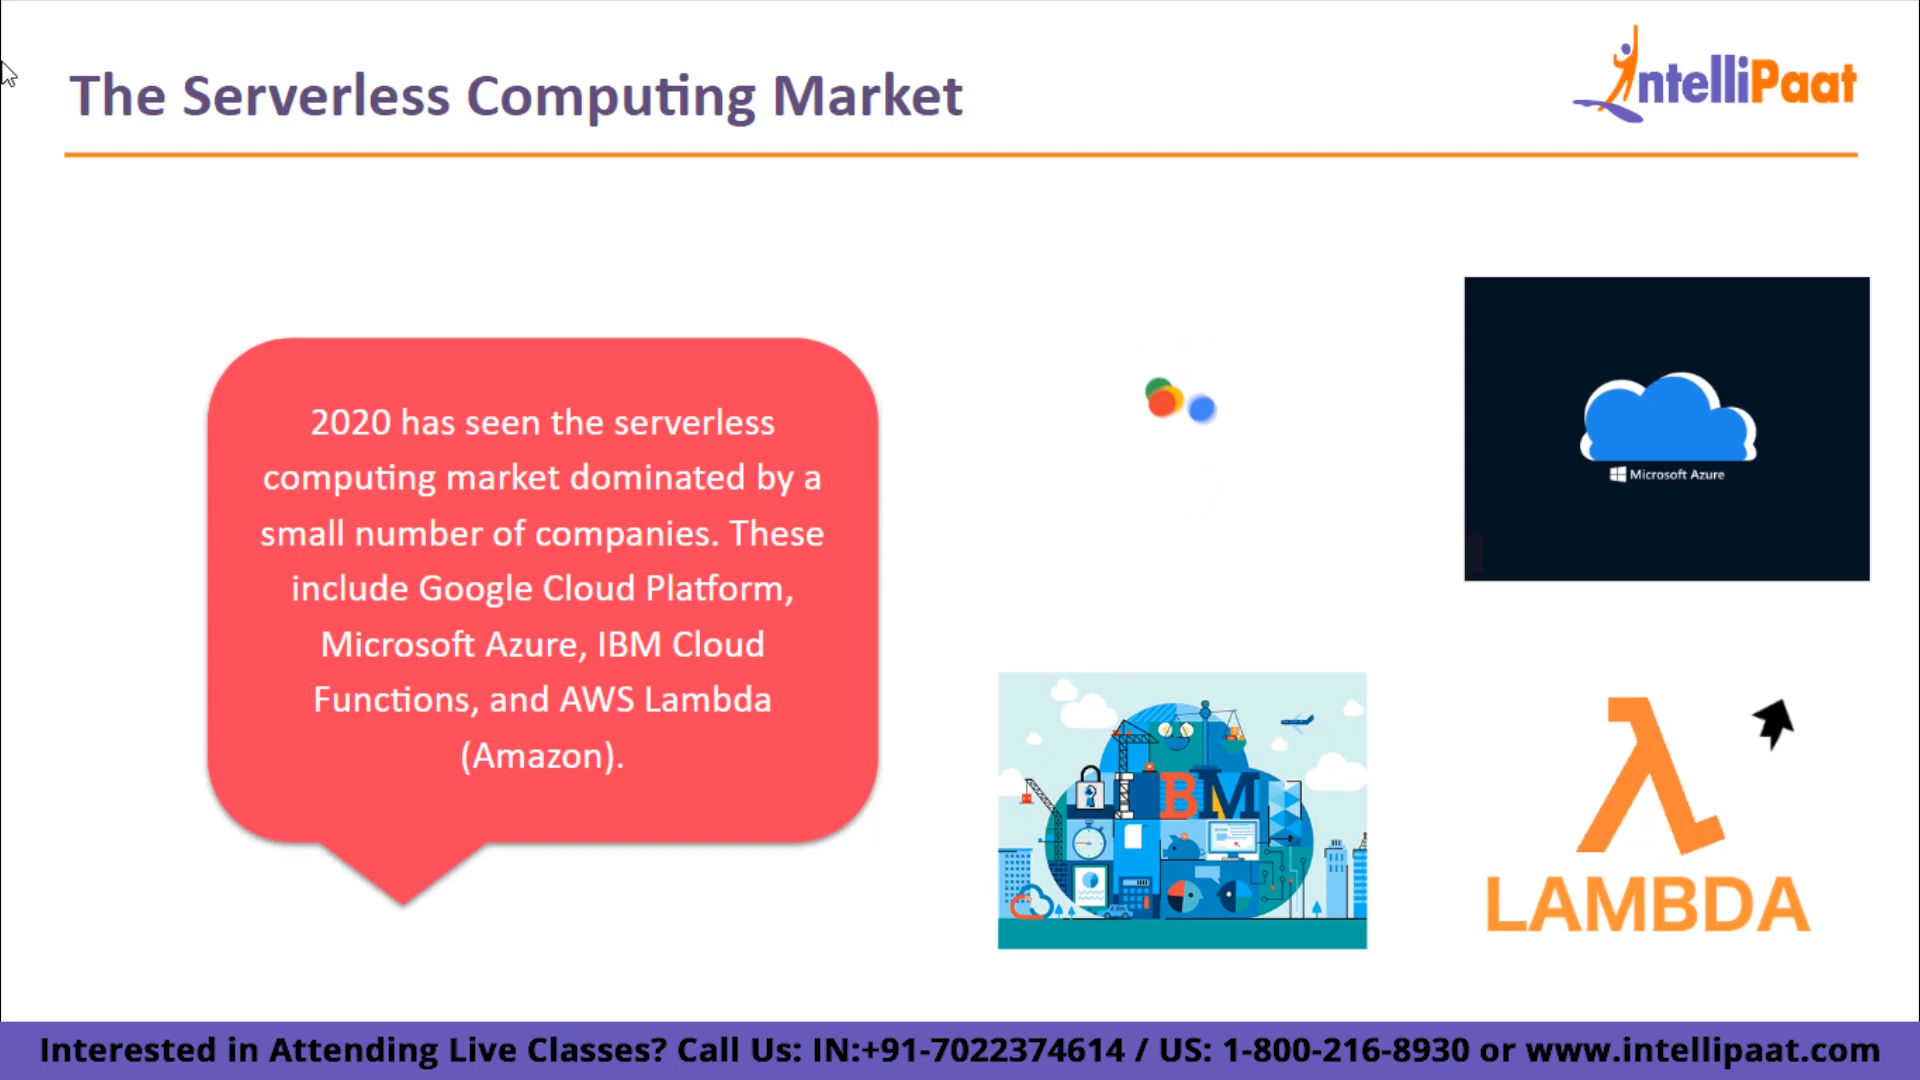 The Serverless Computing Market
IntelliPaat
2020 has seen the serverless
computing market dominated by a
small number of companies. These
include Google Cloud Platform,
Microsoft Azure, IBM Cloud
Functions, and AWS Lambda
(Amazon).
Microsoft Azure
IBM
LAMBDA
Interested in Attending Live Classes? Call Us: IN:+91-7022374614 / US: 1-800-216-8930 or www.intellipaat.com